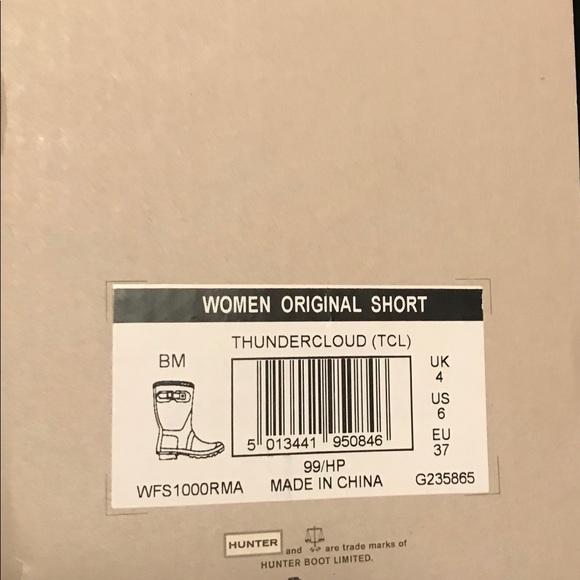 WOMEN ORIGINAL SHORT
THUNDERCLOUD (TCL)
BM
UK
4
US
6
EU
37
5 013441 950846
99/HP
WFS1000RMA MADE IN CHINA G235865
HUNTER and are trade marks of
HUNTER BOOT LIMITED.